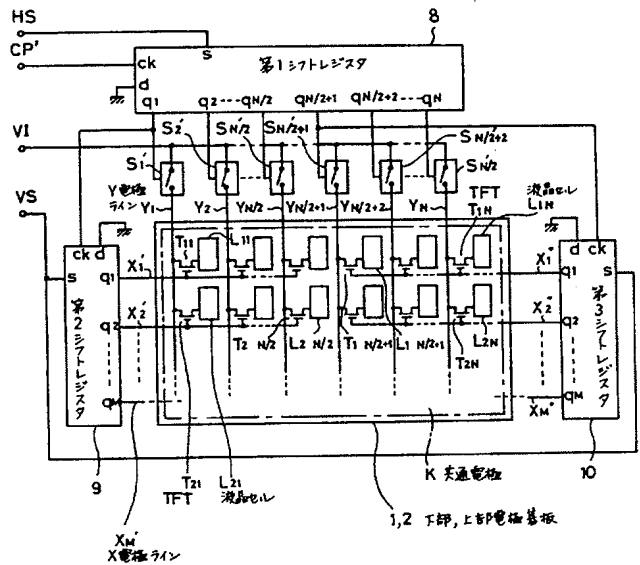 HS
8
CP'
s
ck
第1シフトレジスタ
d
q1 q2 ---- qN/2 qN/2+1 qN/2+2 ---- qN
VI
S1' S2' SN/2' SN/2+1' SN/2+2' SN/2'
Y電極
ライン
Y1 Y2 YN/2 YN/2+1 YN/2+2 YN
TFT
T1N
液晶セル
L1N
VS
ck d
s
q1
q2
qM
第2シフトレジスタ
9
X1'
X2'
T11 L11
X1"
X2"
T2 N/2 L2 N/2 T1 N/2+1 L1 N/2+1 T2N L2N
d ck
s
q1
q2
qM
第3シフトレジスタ
10
XM"
T21
TFT
L21
液晶セル
K 共通電極
1,2 下部,上部電極基板
XM'
X電極ライン